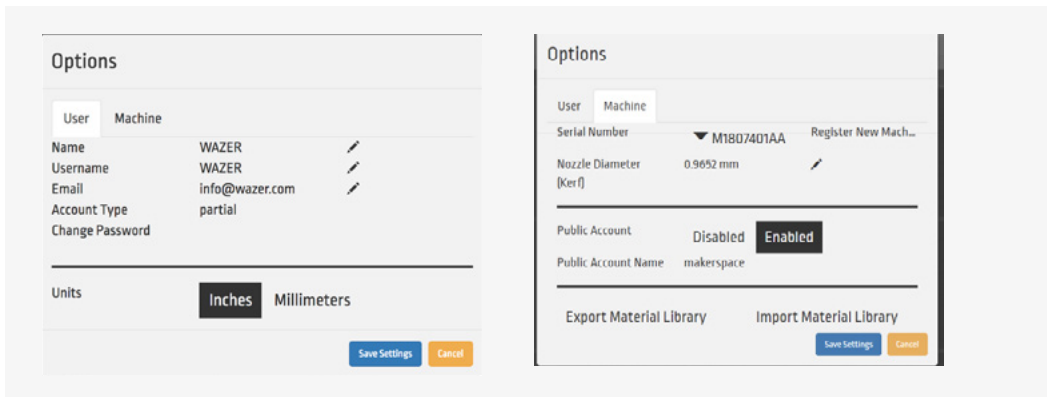 Options
User Machine
Name WAZER
Username WAZER
Email info@wazer.com
Account Type partial
Change Password
Units Inches Millimeters
Save Settings Cancel
Options
User Machine
Serial Number M1807401AA Register New Mach...
Nozzle Diameter 0.9652 mm
(Kerf)
Public Account Disabled Enabled
Public Account Name makerspace
Export Material Library Import Material Library
Save Settings Cancel